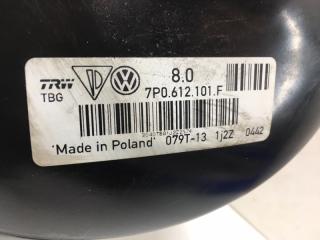 TRW
TBG
8.0
7P0.612.101.F
'Made in Poland' 079T-13 1j2Z 0442